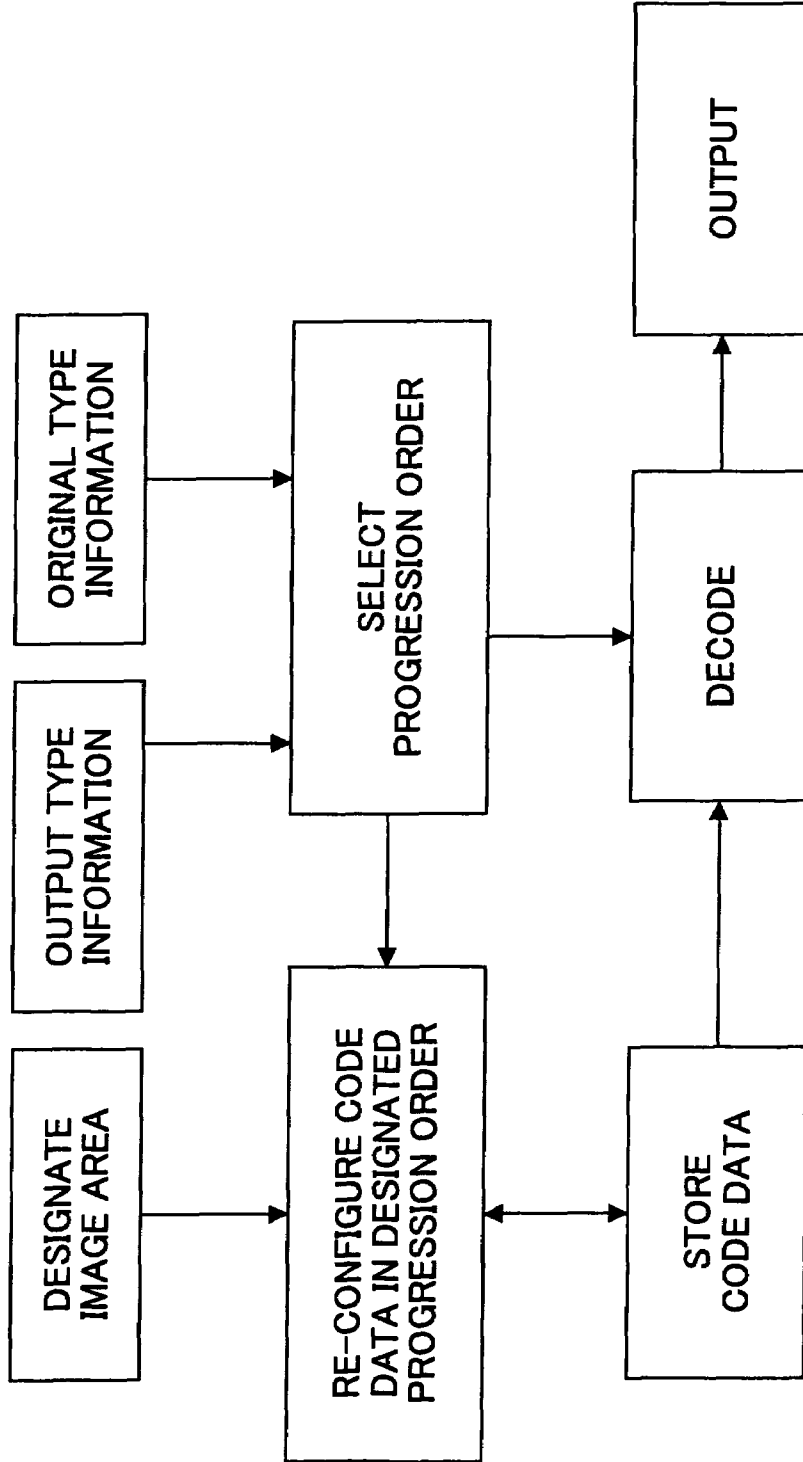 DESIGNATE
IMAGE AREA
OUTPUT TYPE
INFORMATION
ORIGINAL TYPE
INFORMATION
RE-CONFIGURE CODE
DATA IN DESIGNATED
PROGRESSION ORDER
SELECT
PROGRESSION ORDER
STORE
CODE DATA
DECODE
OUTPUT